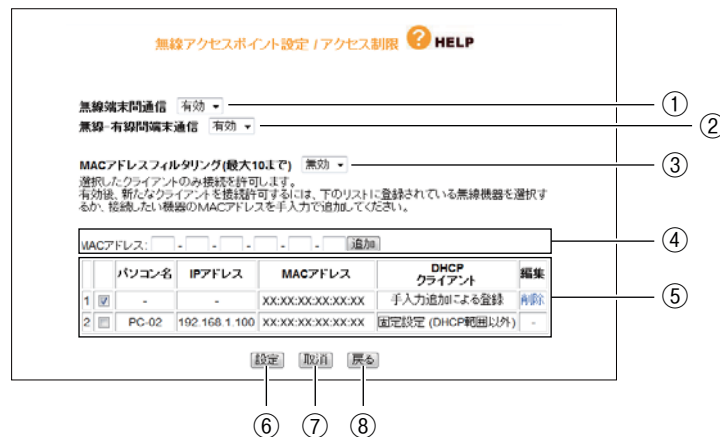 無線アクセスポイント設定 / アクセス制限 ? HELP
無線端末間通信 有効 ①
無線-有線間端末通信 有効 ②
MACアドレスフィルタリング(最大10まで) 無効 ③
選択したクライアントのみ接続を許可します。
有効後、新たなクライアントを接続許可するには、下のリストに登録されている無線機器を選択す
るか、接続したい機器のMACアドレスを手入力で追加してください。
MACアドレス: - - - - - 追加 ④
パソコン名 IPアドレス MACアドレス DHCPクライアント 編集 ⑤
1 - - XX:XX:XX:XX:XX:XX 手入力追加による登録 削除
2 PC-02 192.168.1.100 XX:XX:XX:XX:XX:XX 固定設定 (DHCP範囲以外) -
設定 取消 戻る
⑥ ⑦ ⑧